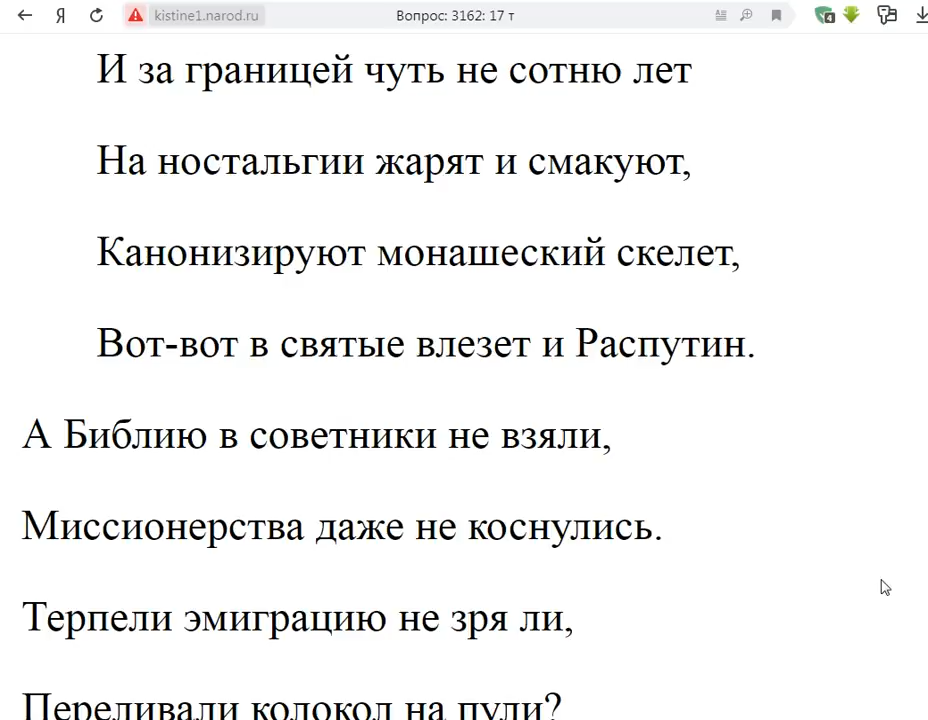 kistine1.narod.ru
Вопрос: 3162: 17 т
4
И за границей чуть не сотню лет
На ностальгии жарят и смакуют,
Канонизируют монашеский скелет,
Вот-вот в святые влезет и Распутин.
А Библию в советники не взяли,
Миссионерства даже не коснулись.
Терпели эмиграцию не зря ли,
Переливали колокол на пули?